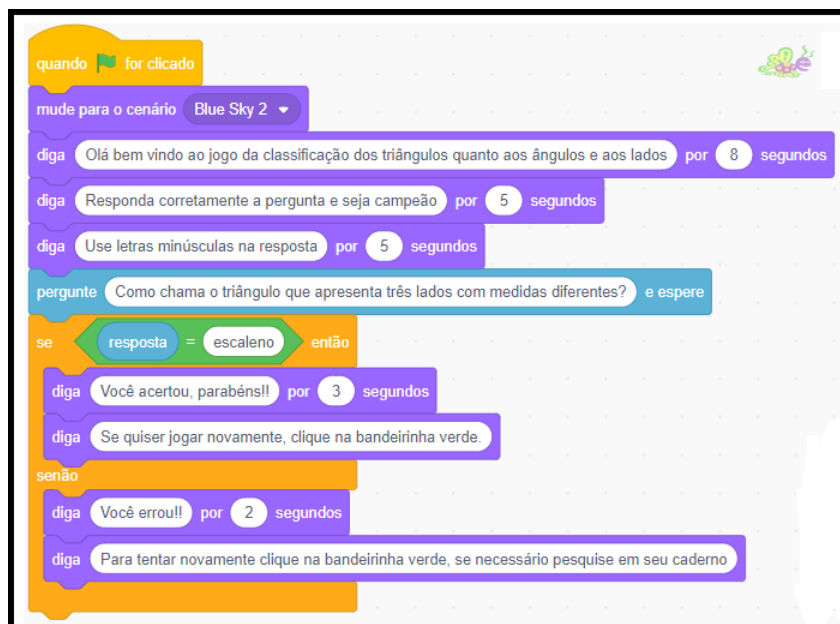 quando for clicado
mude para o cenário Blue Sky 2
diga Olá bem vindo ao jogo da classificação dos triângulos quanto aos ângulos e aos lados por 8 segundos
diga Responda corretamente a pergunta e seja campeão por 5 segundos
diga Use letras minúsculas na resposta por 5 segundos
pergunte Como chama o triângulo que apresenta três lados com medidas diferentes? e espere
se resposta = escaleno então
diga Você acertou, parabéns!! por 3 segundos
diga Se quiser jogar novamente, clique na bandeirinha verde.
senão
diga Você errou!! por 2 segundos
diga Para tentar novamente clique na bandeirinha verde, se necessário pesquise em seu caderno